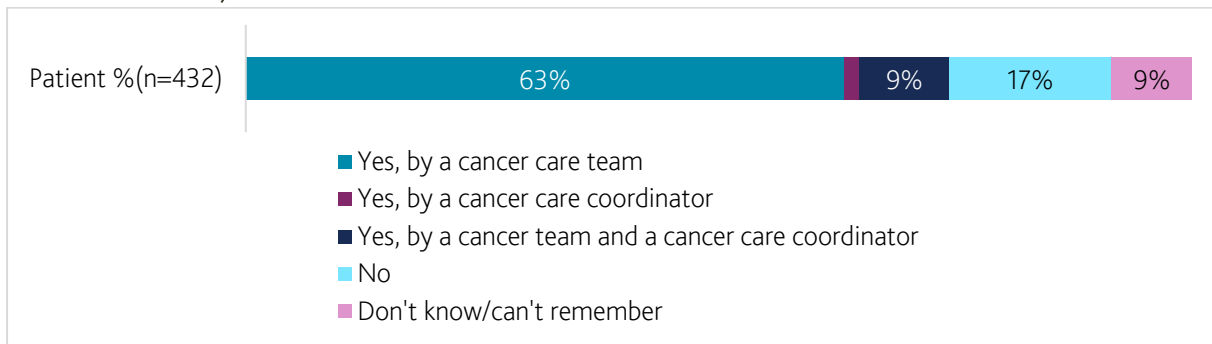 Patient %(n=432)
63%
9%
17%
9%
Yes, by a cancer care team
Yes, by a cancer care coordinator
Yes, by a cancer team and a cancer care coordinator
No
Don't know/can't remember